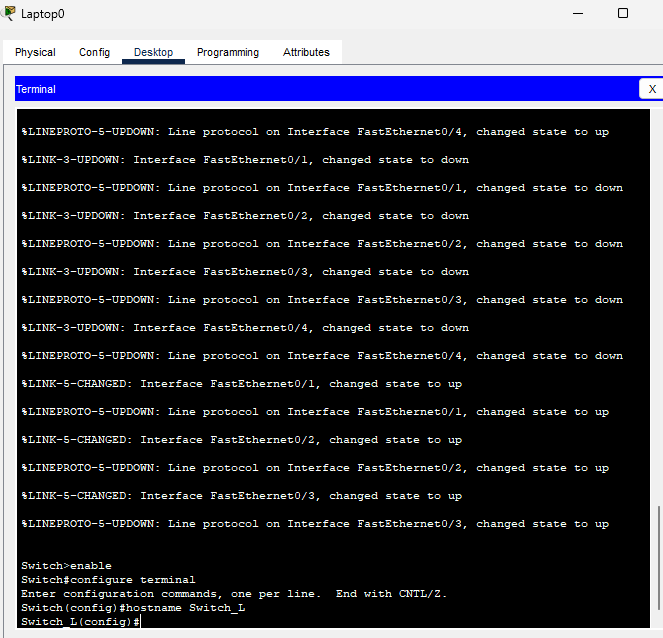 Laptop0
Physical Config Desktop Programming Attributes
Terminal X
%LINEPROTO-5-UPDOWN: Line protocol on Interface FastEthernet0/4, changed state to up
%LINK-3-UPDOWN: Interface FastEthernet0/1, changed state to down
%LINEPROTO-5-UPDOWN: Line protocol on Interface FastEthernet0/1, changed state to down
%LINK-3-UPDOWN: Interface FastEthernet0/2, changed state to down
%LINEPROTO-5-UPDOWN: Line protocol on Interface FastEthernet0/2, changed state to down
%LINK-3-UPDOWN: Interface FastEthernet0/3, changed state to down
%LINEPROTO-5-UPDOWN: Line protocol on Interface FastEthernet0/3, changed state to down
%LINK-3-UPDOWN: Interface FastEthernet0/4, changed state to down
%LINEPROTO-5-UPDOWN: Line protocol on Interface FastEthernet0/4, changed state to down
%LINK-5-CHANGED: Interface FastEthernet0/1, changed state to up
%LINEPROTO-5-UPDOWN: Line protocol on Interface FastEthernet0/1, changed state to up
%LINK-5-CHANGED: Interface FastEthernet0/2, changed state to up
%LINEPROTO-5-UPDOWN: Line protocol on Interface FastEthernet0/2, changed state to up
%LINK-5-CHANGED: Interface FastEthernet0/3, changed state to up
%LINEPROTO-5-UPDOWN: Line protocol on Interface FastEthernet0/3, changed state to up
Switch>enable
Switch#configure terminal
Enter configuration commands, one per line.  End with CNTL/Z.
Switch(config)#hostname Switch_L
Switch_L(config)#